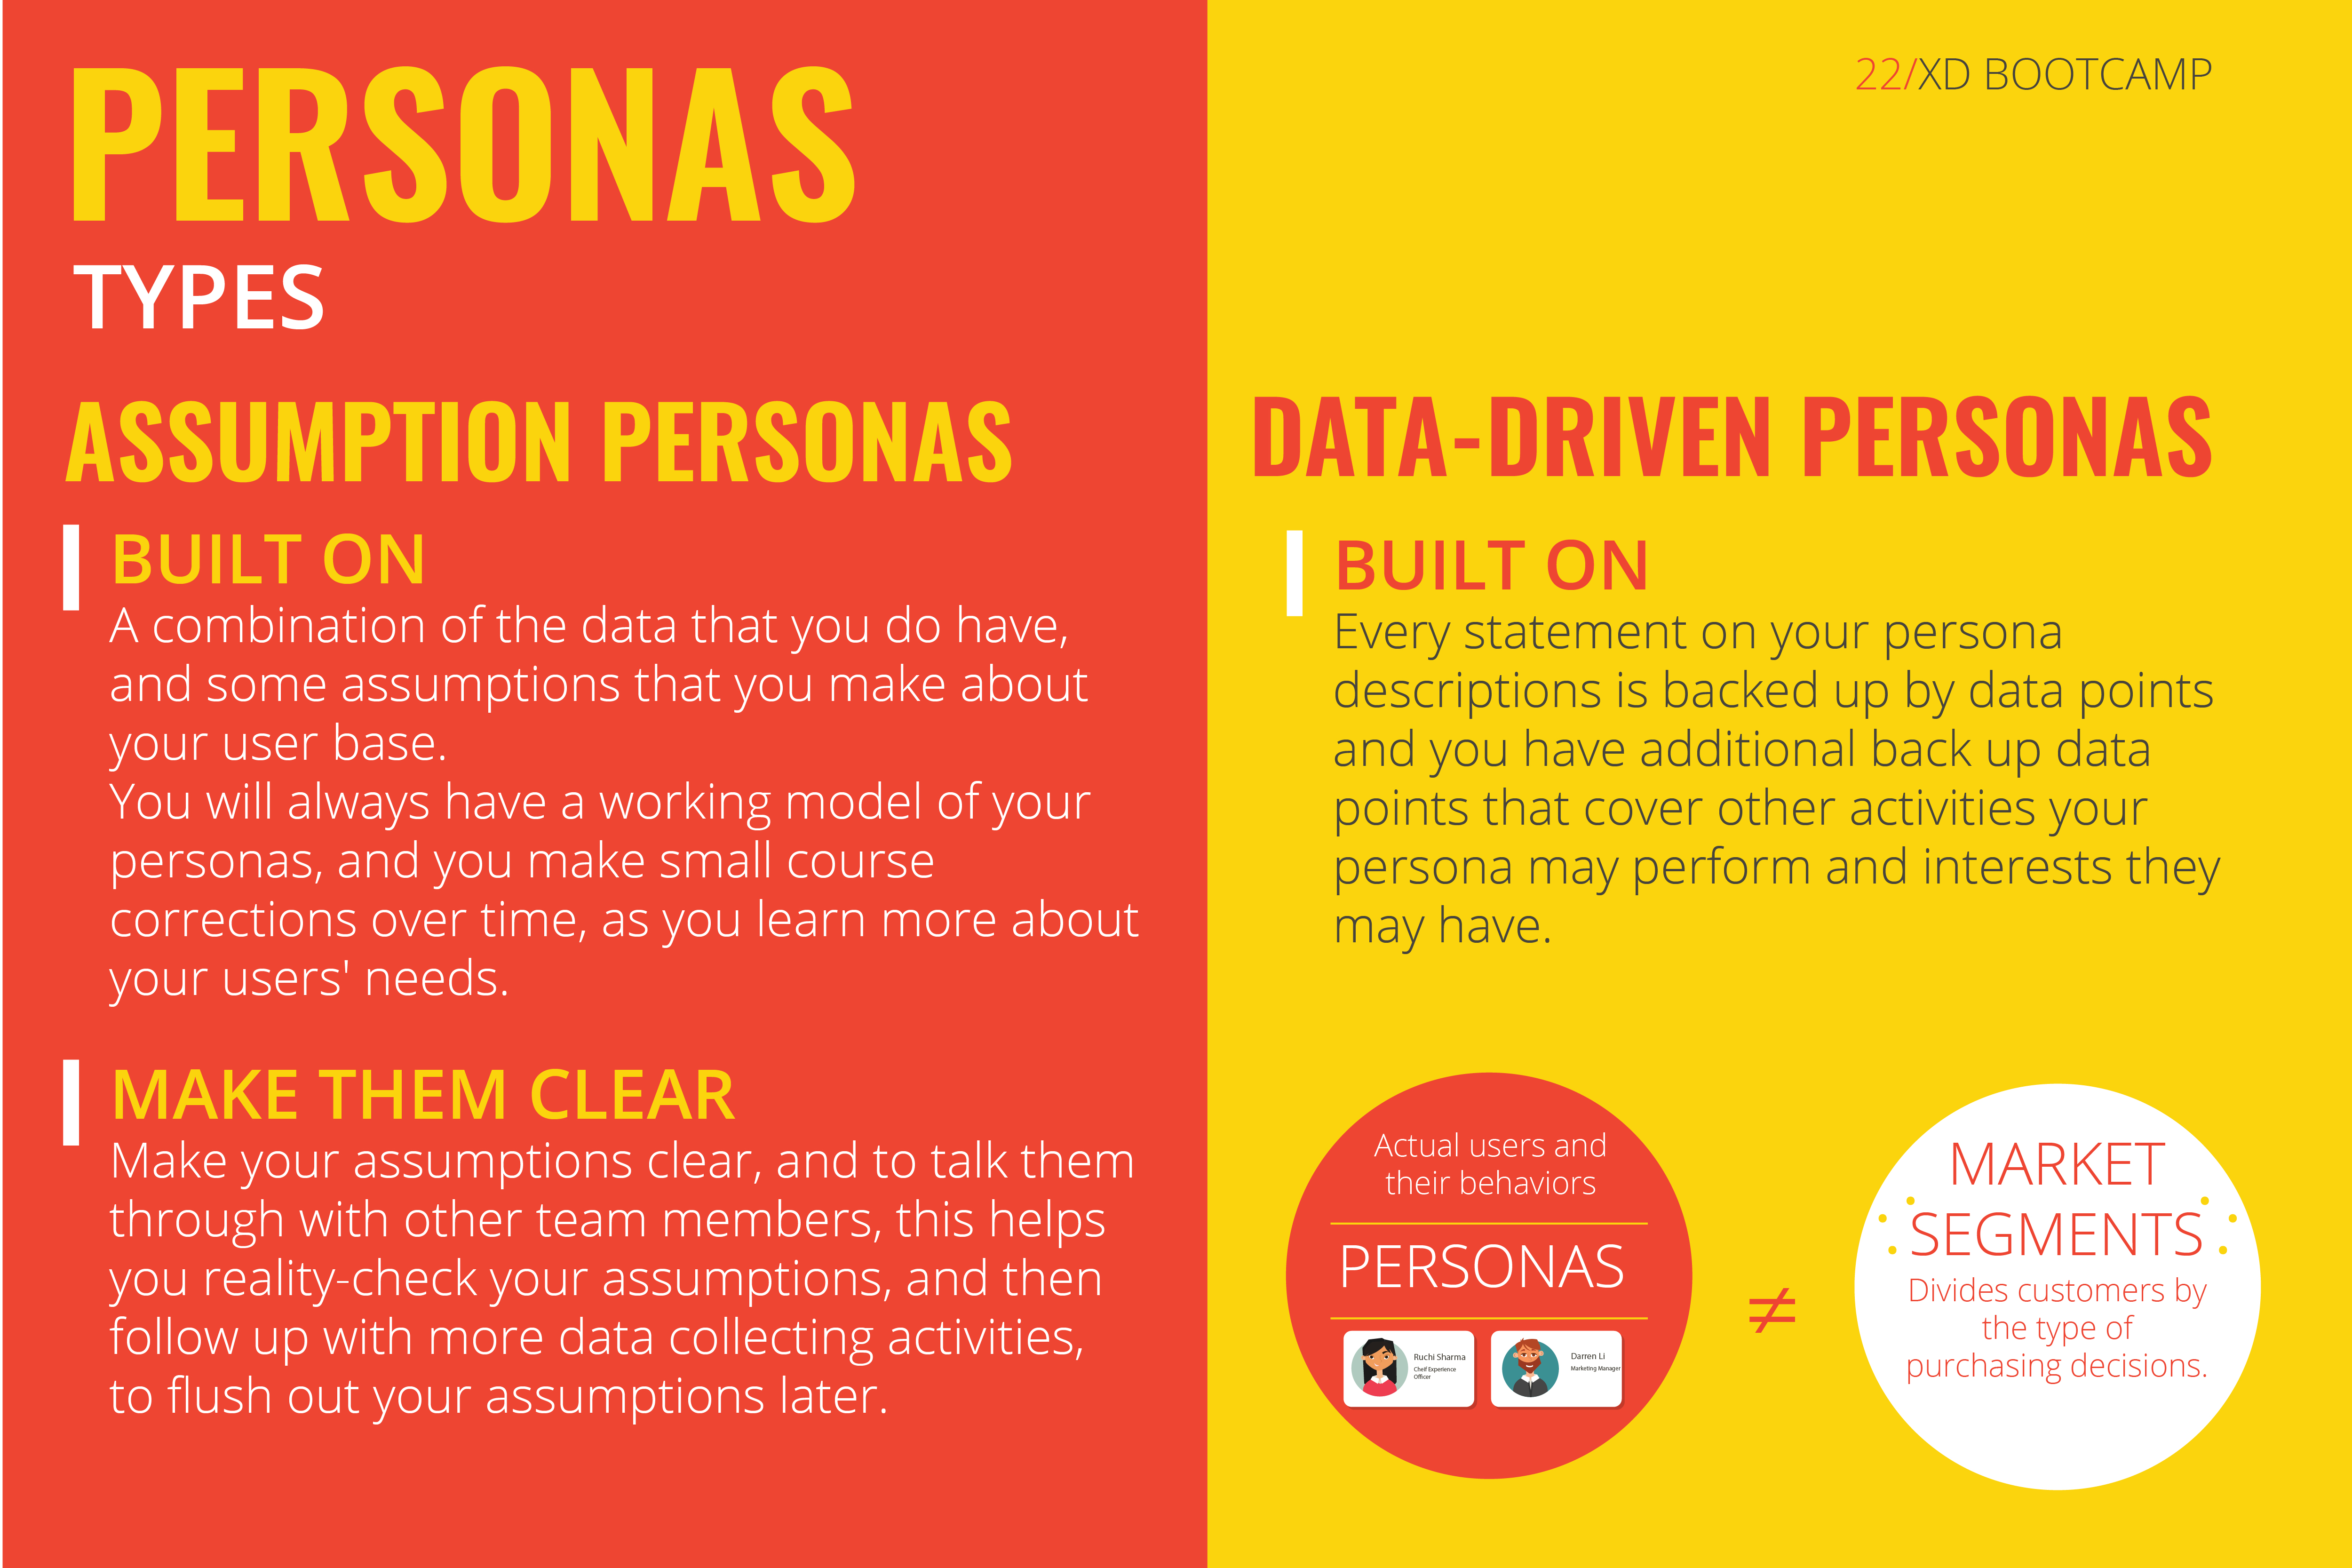 PERSONAS
TYPES
22/XD BOOTCAMP
ASSUMPTION PERSONAS
BUILT ON
A combination of the data that you do have,
and some assumptions that you make about
your user base.
You will always have a working model of your
personas, and you make small course
corrections over time, as you learn more about
your users' needs.
MAKE THEM CLEAR
Make your assumptions clear, and to talk them
through with other team members, this helps
you reality-check your assumptions, and then
follow up with more data collecting activities,
to flush out your assumptions later.
DATA-DRIVEN PERSONAS
BUILT ON
Every statement on your persona
descriptions is backed up by data points
and you have additional back up data
points that cover other activities your
persona may perform and interests they
may have.
Actual users and
their behaviors
PERSONAS
Ruchi Sharma
Cheif Experience
Officer
Darren Li
Marketing Manager
≠
MARKET
SEGMENTS
Divides customers by
the type of
purchasing decisions.